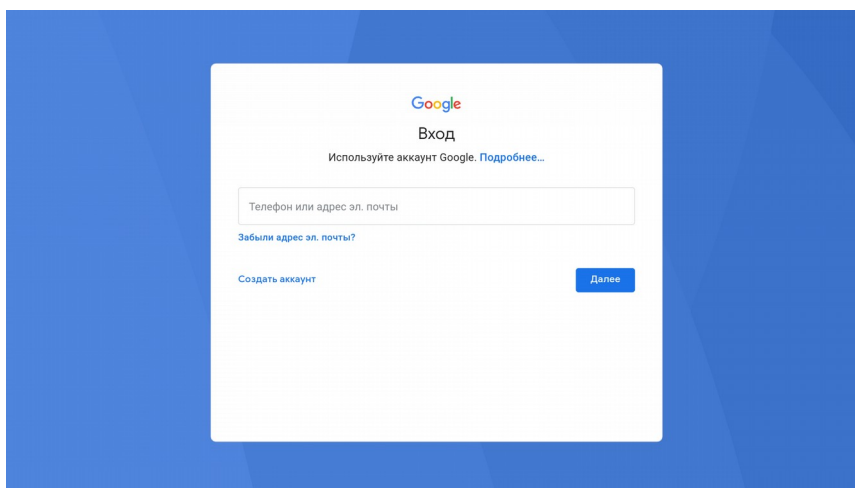 Google
Вход
Используйте аккаунт Google. Подробнее...
Телефон или адрес эл. почты
Забыли адрес эл. почты?
Создать аккаунт
Далее